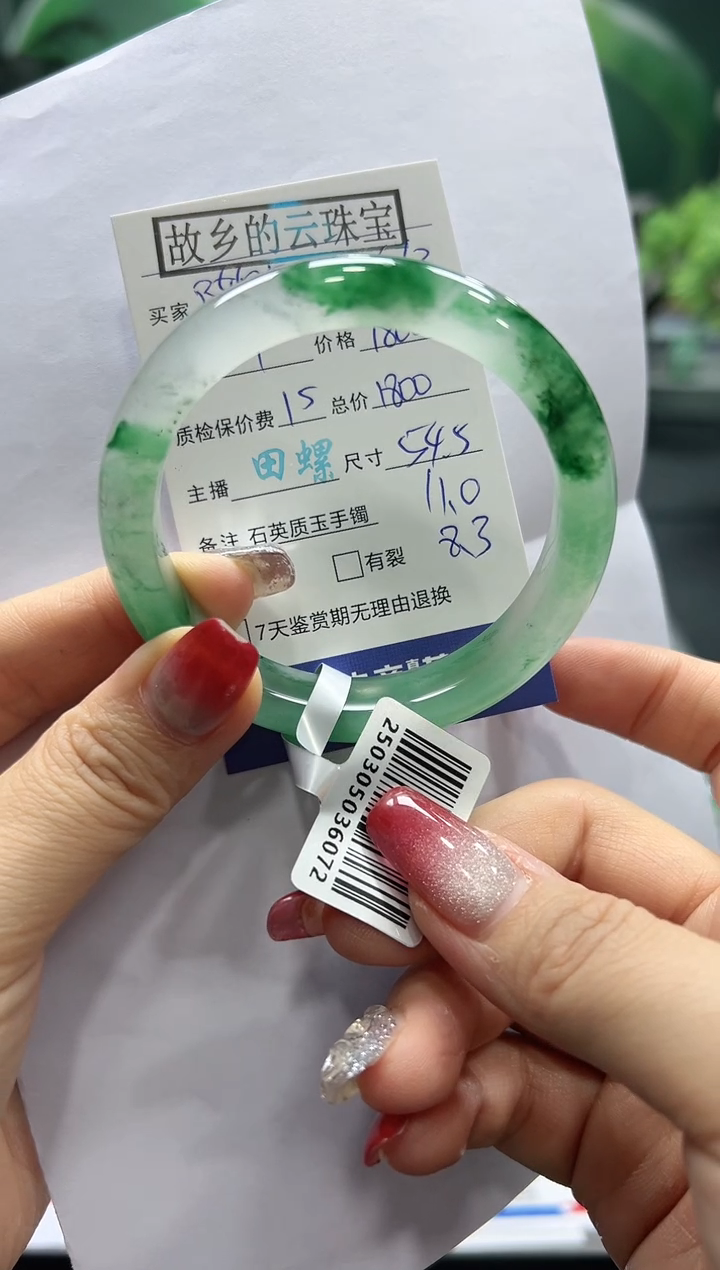 故乡的云珠宝
买家
价格 180
质检保价费 15 总价 1800
主播 田螺 尺寸 54.5
11.0
8.3
备注 石英质玉手镯
有裂
7天鉴赏期无理由退换
250305036072